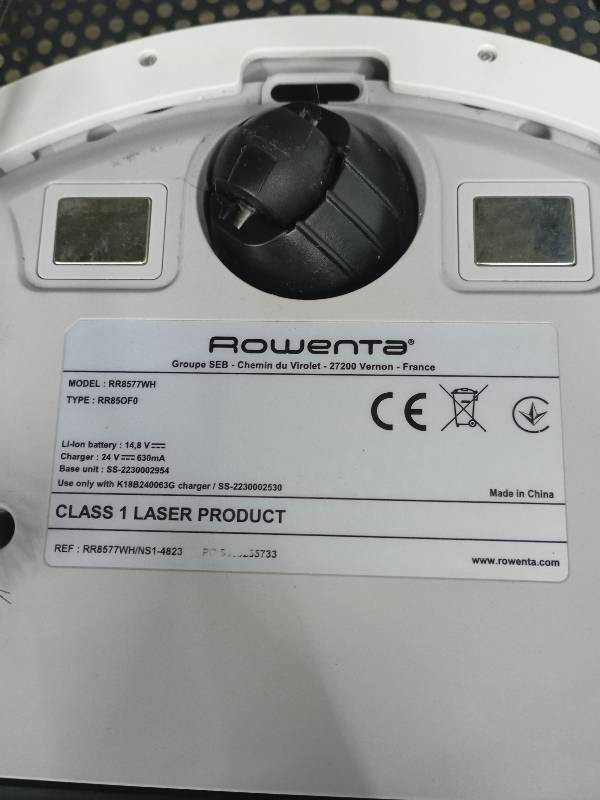 Rowenta®
Groupe SEB - Chemin du Virolet - 27200 Vernon - France
MODEL : RR8577WH
TYPE : RR85OF0
CE
Li-Ion battery : 14,8 V
Charger : 24 V 630mA
Base unit : SS-2230002954
Use only with K18B240063G charger / SS-2230002530
Made in China
CLASS 1 LASER PRODUCT
REF : RR8577WH/NS1-4823
www.rowenta.com